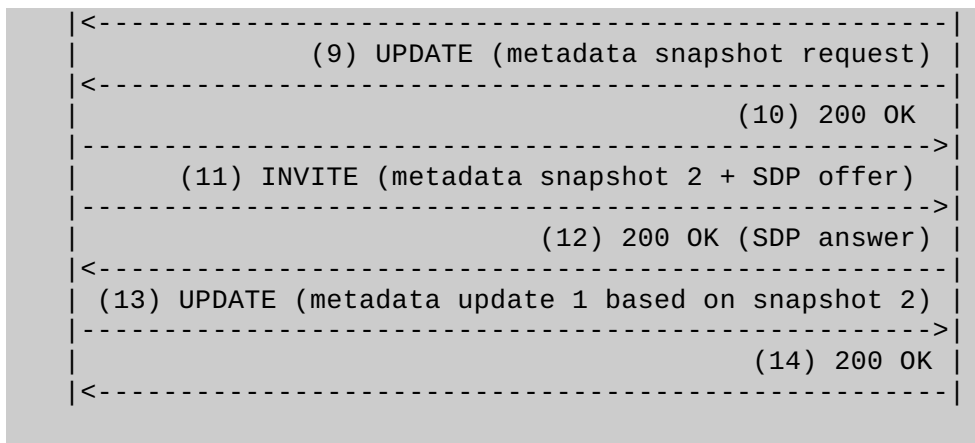 |<----------------------------------------------------|
|              (9) UPDATE (metadata snapshot request) |
|<----------------------------------------------------|
|                                        (10) 200 OK  |
|---------------------------------------------------->|
|      (11) INVITE (metadata snapshot 2 + SDP offer)  |
|---------------------------------------------------->|
|                            (12) 200 OK (SDP answer) |
|<----------------------------------------------------|
| (13) UPDATE (metadata update 1 based on snapshot 2) |
|---------------------------------------------------->|
|                                         (14) 200 OK |
|<----------------------------------------------------|